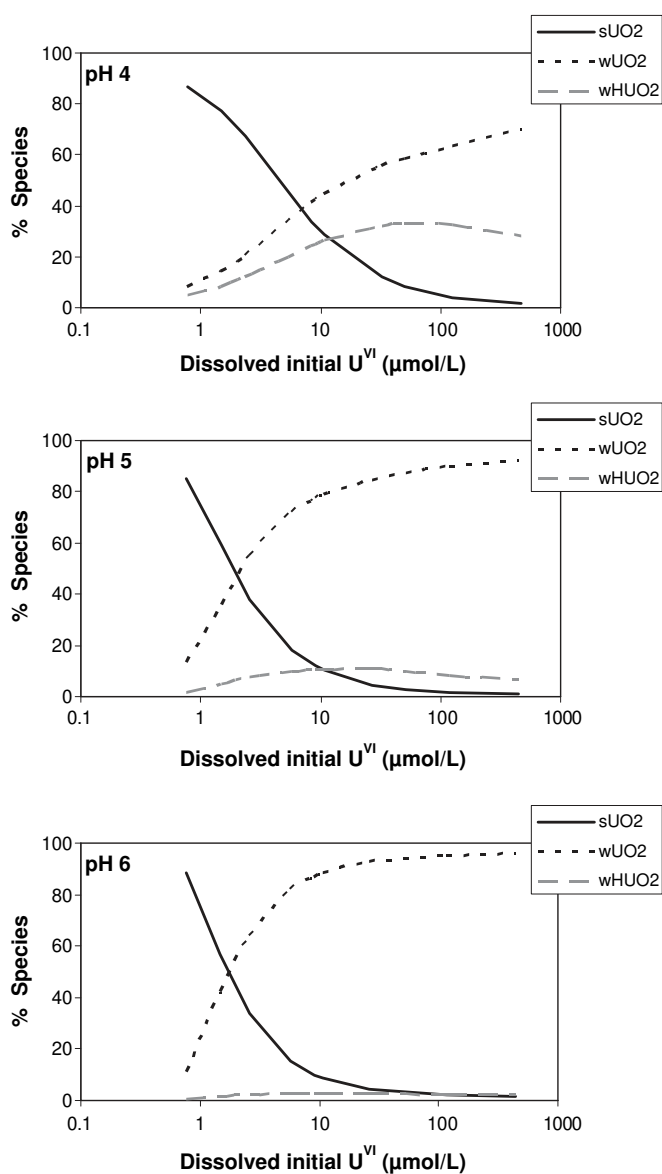 pH 4
sUO2
wUO2
wHUO2
100
80
60
40
20
0
% Species
0.1 1 10 100 1000
Dissolved initial U^VI (µmol/L)
pH 5
sUO2
wUO2
wHUO2
100
80
60
40
20
0
% Species
0.1 1 10 100 1000
Dissolved initial U^VI (µmol/L)
pH 6
sUO2
wUO2
wHUO2
100
80
60
40
20
0
% Species
0.1 1 10 100 1000
Dissolved initial U^VI (µmol/L)